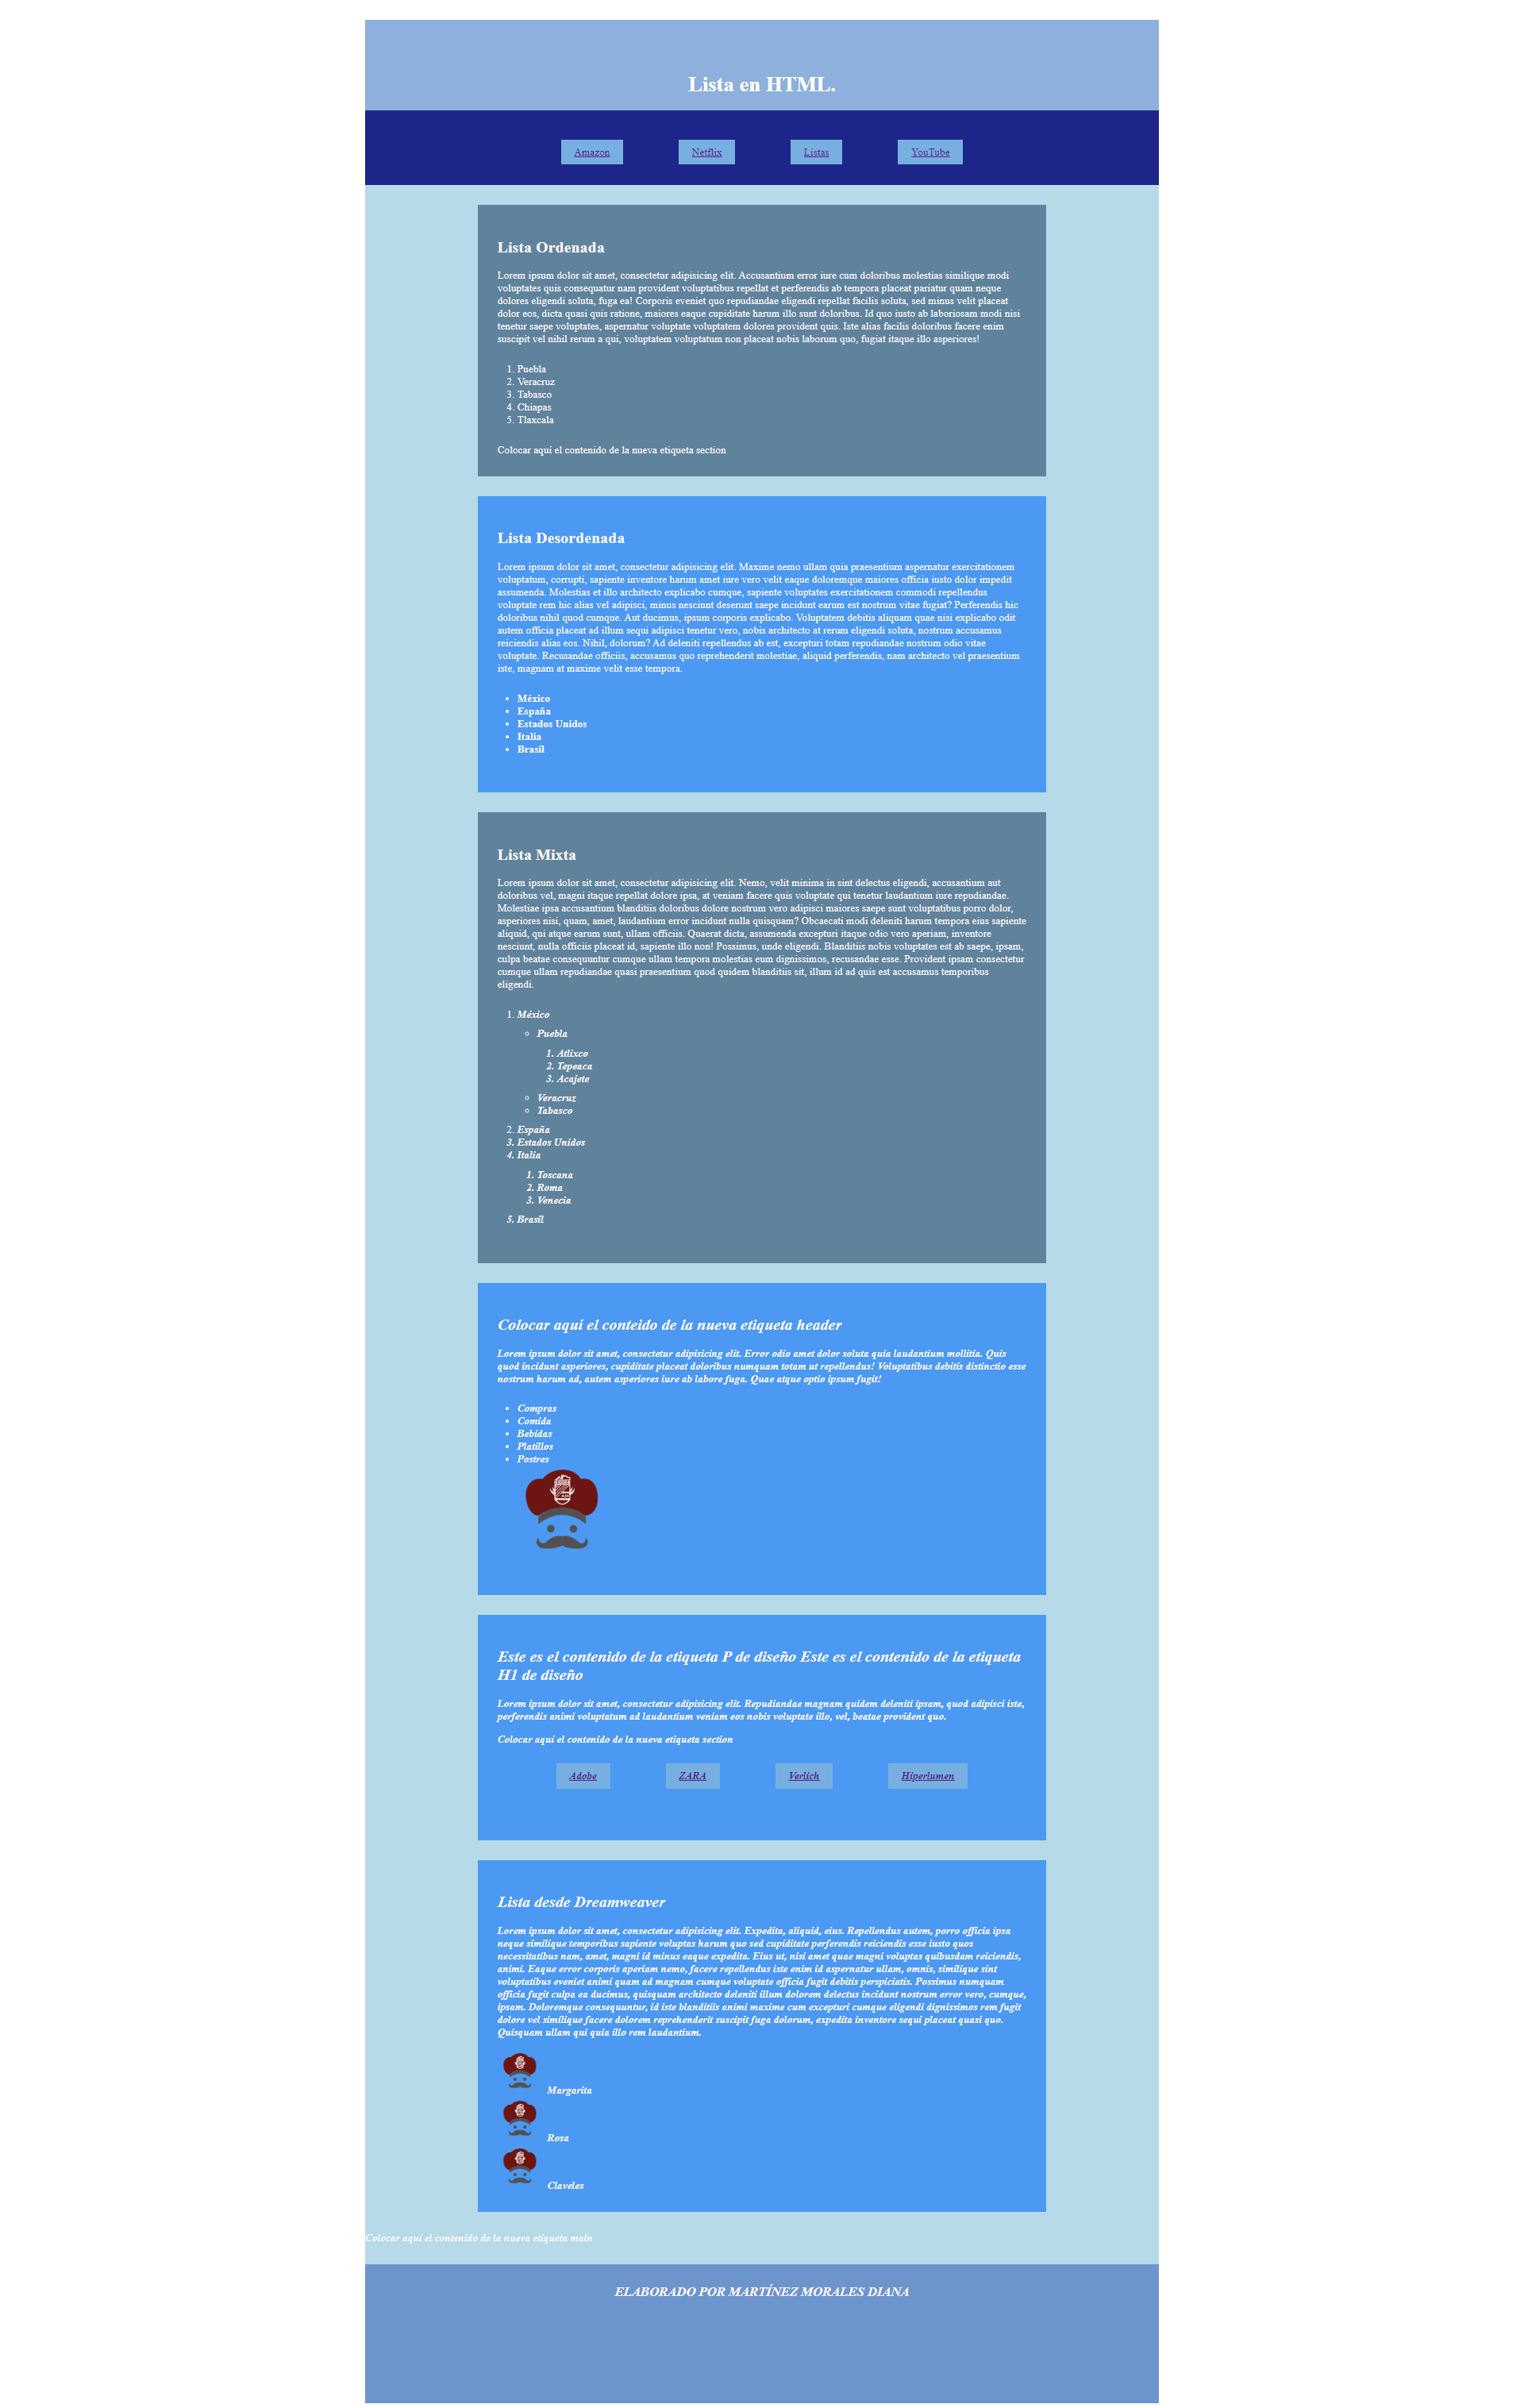 Lista en HTML.
Amazon Netflix Listas YouTube
Lista Ordenada
Lorem ipsum dolor sit amet, consectetur adipisicing elit. Accusantium error iure cum doloribus molestias similique modi
voluptates quis consequatur nam provident voluptatibus repellat et perferendis ab tempora placeat pariatur quam neque
dolores eligendi soluta, fuga ea! Corporis eveniet quo repudiandae eligendi repellat facilis soluta, sed minus velit placeat
dolor eos, dicta quasi quis ratione, maiores eaque cupiditate harum illo sunt doloribus. Id quo iusto ab laboriosam modi nisi
tenetur saepe voluptates, aspernatur voluptate voluptatem dolores provident quis. Iste alias facilis doloribus facere enim
suscipit vel nihil rerum a qui, voluptatem voluptatum non placeat nobis laborum quo, fugiat itaque illo asperiores!
1. Puebla
2. Veracruz
3. Tabasco
4. Chiapas
5. Tlaxcala
Colocar aquí el contenido de la nueva etiqueta section
Lista Desordenada
Lorem ipsum dolor sit amet, consectetur adipisicing elit. Maxime nemo ullam quia praesentium aspernatur exercitationem
voluptatum, corrupti, sapiente inventore harum amet iure vero velit eaque doloremque maiores officia iusto dolor impedit
assumenda. Molestias et illo architecto explicabo cumque, sapiente voluptates exercitationem commodi repellendus
voluptate rem hic alias vel adipisci, minus nesciunt deserunt saepe incidunt earum est nostrum vitae fugiat? Perferendis hic
doloribus nihil quod cumque. Aut ducimus, ipsum corporis explicabo. Voluptatem debitis aliquam quae nisi explicabo odit
autem officia placeat ad illum sequi adipisci tenetur vero, nobis architecto at rerum eligendi soluta, nostrum accusamus
reiciendis alias eos. Nihil, dolorum? Ad deleniti repellendus ab est, excepturi totam repudiandae nostrum odio vitae
voluptate. Recusandae officiis, accusamus quo reprehenderit molestiae, aliquid perferendis, nam architecto vel praesentium
iste, magnam at maxime velit esse tempora.
• México
• España
• Estados Unidos
• Italia
• Brasil
Lista Mixta
Lorem ipsum dolor sit amet, consectetur adipisicing elit. Nemo, velit minima in sint delectus eligendi, accusantium aut
doloribus vel, magni itaque repellat dolore ipsa, at veniam facere quis voluptate qui tenetur laudantium iure repudiandae.
Molestiae ipsa accusantium blanditiis doloribus dolore nostrum vero adipisci maiores saepe sunt voluptatibus porro dolor,
asperiores nisi, quam, amet, laudantium error incidunt nulla quisquam? Obcaecati modi deleniti harum tempora eius sapiente
aliquid, qui atque earum sunt, ullam officiis. Quaerat dicta, assumenda excepturi itaque odio vero aperiam, inventore
nesciunt, nulla officiis placeat id, sapiente illo non! Possimus, unde eligendi. Blanditiis nobis voluptates est ab saepe, ipsam,
culpa beatae consequuntur cumque ullam tempora molestias eum dignissimos, recusandae esse. Provident ipsam consectetur
cumque ullam repudiandae quasi praesentium quod quidem blanditiis sit, illum id ad quis est accusamus temporibus
eligendi.
1. México
◦ Puebla
1. Atlixco
2. Tepeaca
3. Acajete
◦ Veracruz
◦ Tabasco
2. España
3. Estados Unidos
4. Italia
1. Toscana
2. Roma
3. Venecia
5. Brasil
Colocar aquí el conteido de la nueva etiqueta header
Lorem ipsum dolor sit amet, consectetur adipisicing elit. Error odio amet dolor soluta quia laudantium mollitia. Quis
quod incidunt asperiores, cupiditate placeat doloribus numquam totam ut repellendus! Voluptatibus debitis distinctio esse
nostrum harum ad, autem asperiores iure ab labore fuga. Quae atque optio ipsum fugit!
• Compras
• Comida
• Bebidas
• Platillos
• Postres
Este es el contenido de la etiqueta P de diseño Este es el contenido de la etiqueta
H1 de diseño
Lorem ipsum dolor sit amet, consectetur adipisicing elit. Repudiandae magnam quidem deleniti ipsam, quod adipisci iste,
perferendis animi voluptatum ad laudantium veniam eos nobis voluptate illo, vel, beatae provident quo.
Colocar aquí el contenido de la nueva etiqueta section
Adobe ZARA Verlich Hiperlumen
Lista desde Dreamweaver
Lorem ipsum dolor sit amet, consectetur adipisicing elit. Expedita, aliquid, eius. Repellendus autem, porro officia ipsa
neque similique temporibus sapiente voluptas harum quo sed cupiditate perferendis reiciendis esse iusto quos
necessitatibus nam, amet, magni id minus eaque expedita. Eius ut, nisi amet quae magni voluptas quibusdam reiciendis,
animi. Eaque error corporis aperiam nemo, facere repellendus iste enim id aspernatur ullam, omnis, similique sint
voluptatibus eveniet animi quam ad magnam cumque voluptate officia fugit debitis perspiciatis. Possimus numquam
officia fugit culpa ea ducimus, quisquam architecto deleniti illum dolorem delectus incidunt nostrum error vero, cumque,
ipsam. Doloremque consequuntur, id iste blanditiis animi maxime cum excepturi cumque eligendi dignissimos rem fugit
dolore vel similique facere dolorem reprehenderit suscipit fuga dolorum, expedita inventore sequi placeat quasi quo.
Quisquam ullam qui quia illo rem laudantium.
Margarita
Rosa
Claveles
Colocar aquí el contenido de la nueva etiqueta main
ELABORADO POR MARTÍNEZ MORALES DIANA